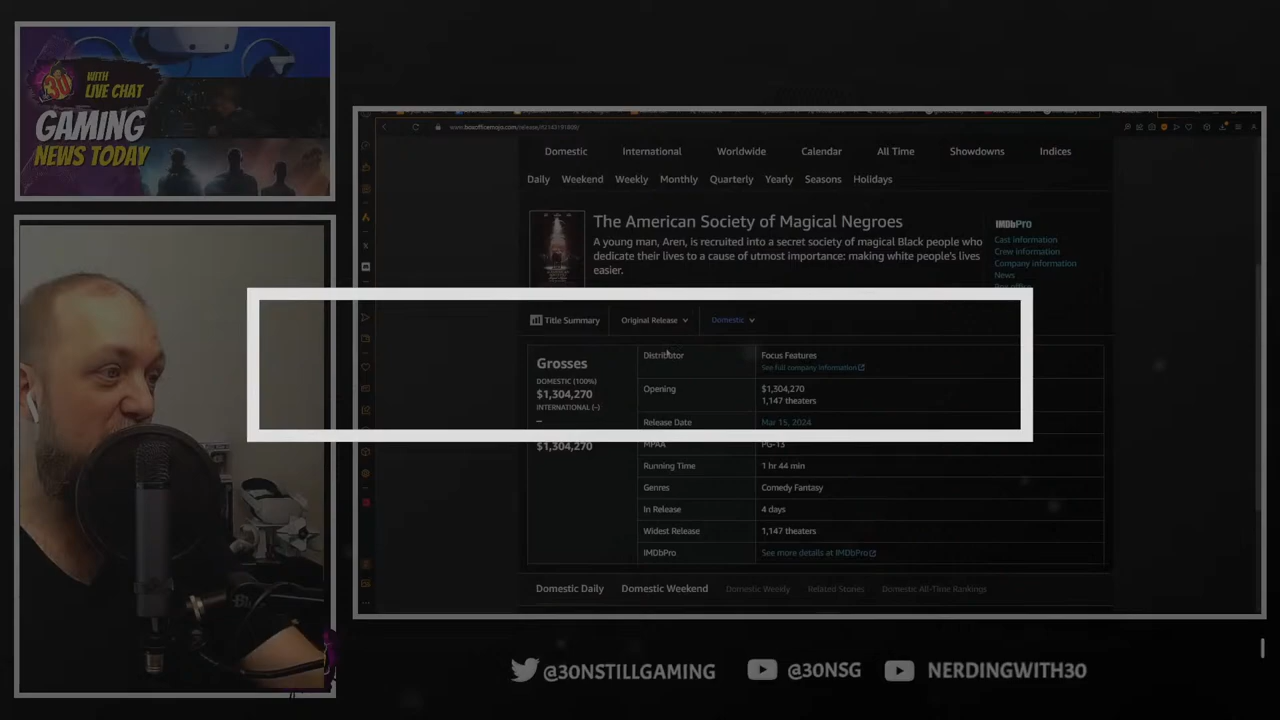 WITH
LIVE CHAT
GAMING
NEWS TODAY
30
www.boxofficemojo.com/release/
Domestic International Worldwide Calendar All Time Showdowns Indices
Daily Weekend Weekly Monthly Quarterly Yearly Seasons Holidays
The American Society of Magical Negroes
A young man, Aren, is recruited into a secret society of magical Black people who
dedicate their lives to a cause of utmost importance: making white people's lives
easier.
IMDbPro
Cast information
Crew information
Company information
News
Box office
Title Summary Original Release Domestic
Grosses
DOMESTIC (100%)
$1,304,270
INTERNATIONAL (–)
–
$1,304,270
Distributor Focus Features
See full company information
Opening $1,304,270
1,147 theaters
Release Date Mar 15, 2024
MPAA PG-13
Running Time 1 hr 44 min
Genres Comedy Fantasy
In Release 4 days
Widest Release 1,147 theaters
IMDbPro See more details at IMDbPro
Domestic Daily Domestic Weekend Domestic Weekly Related Stories Domestic All-Time Rankings
@30NSTILLGAMING @30NSG NERDINGWITH30